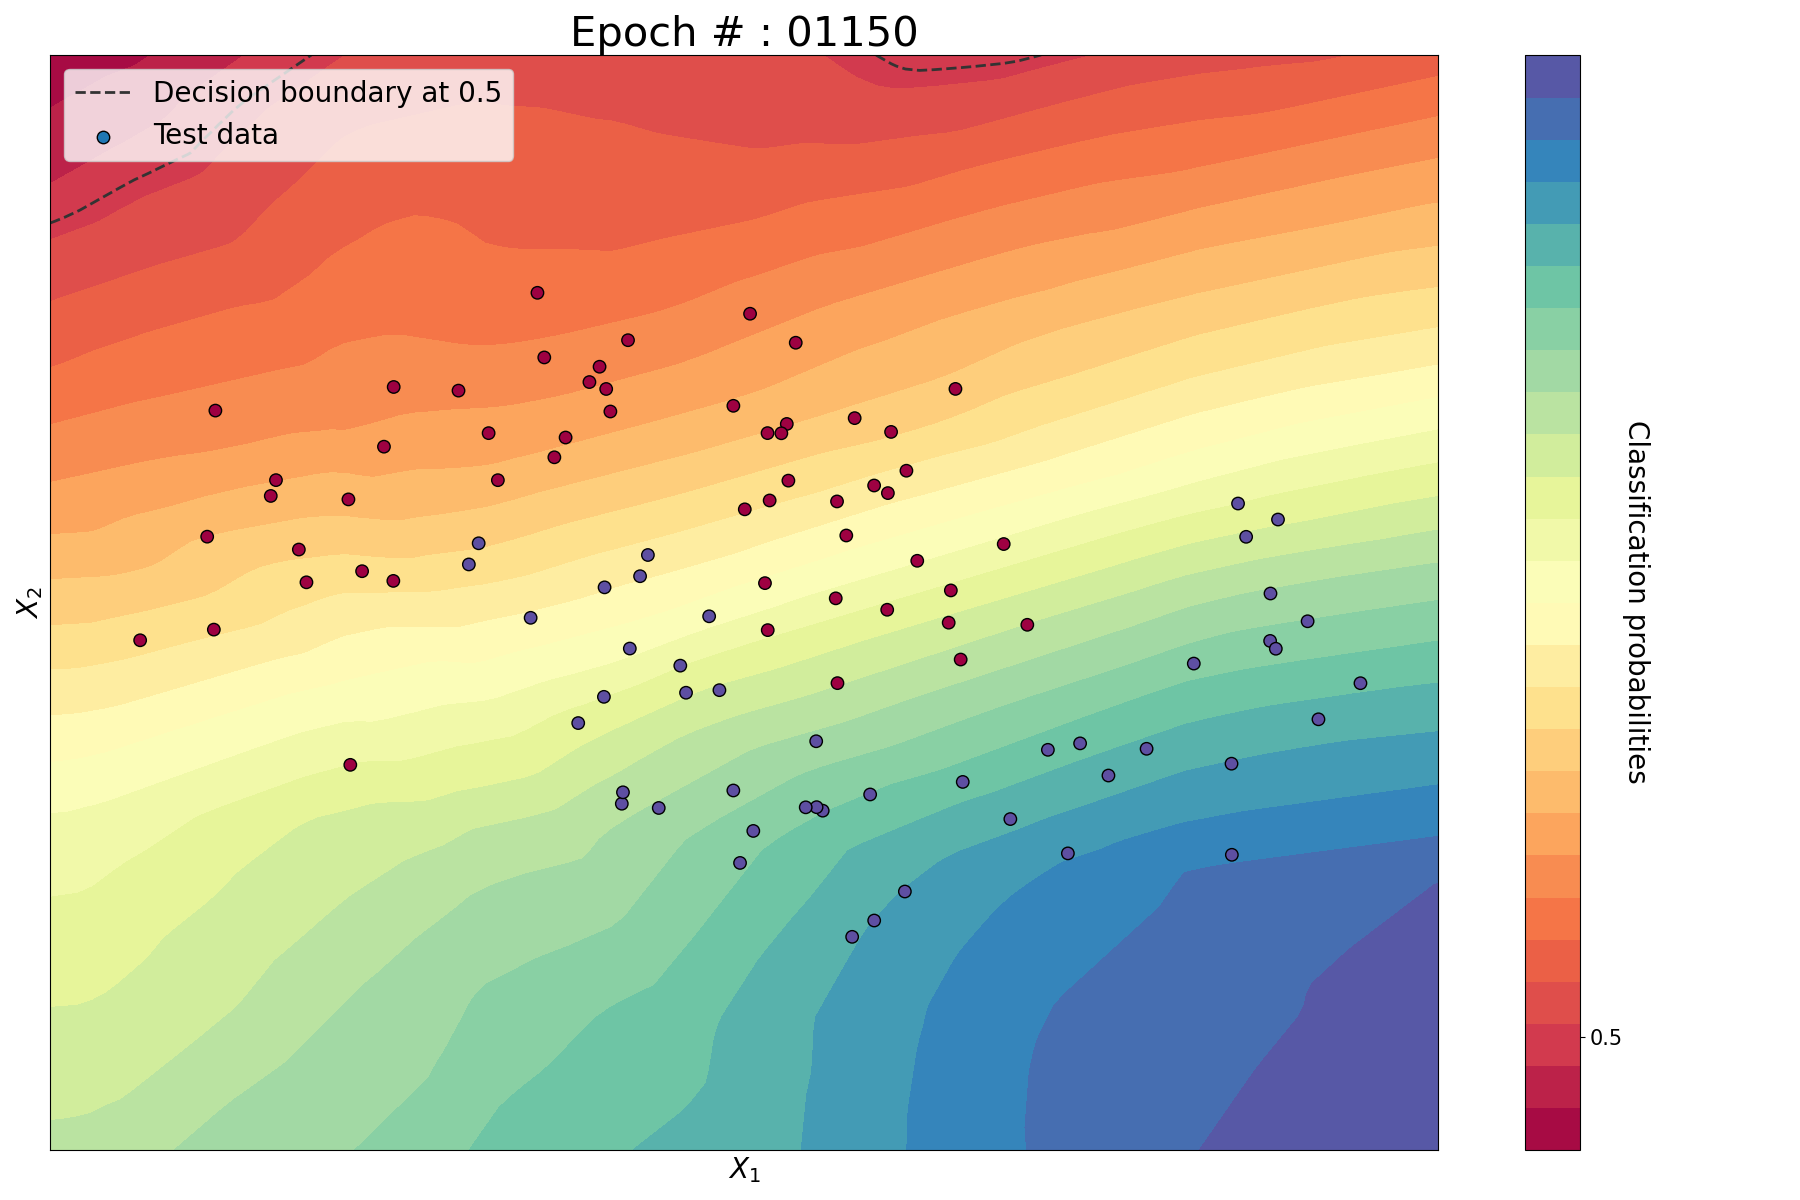 Epoch # : 01150
Decision boundary at 0.5
Test data
X₂
X₁
0.5
Classification probabilities